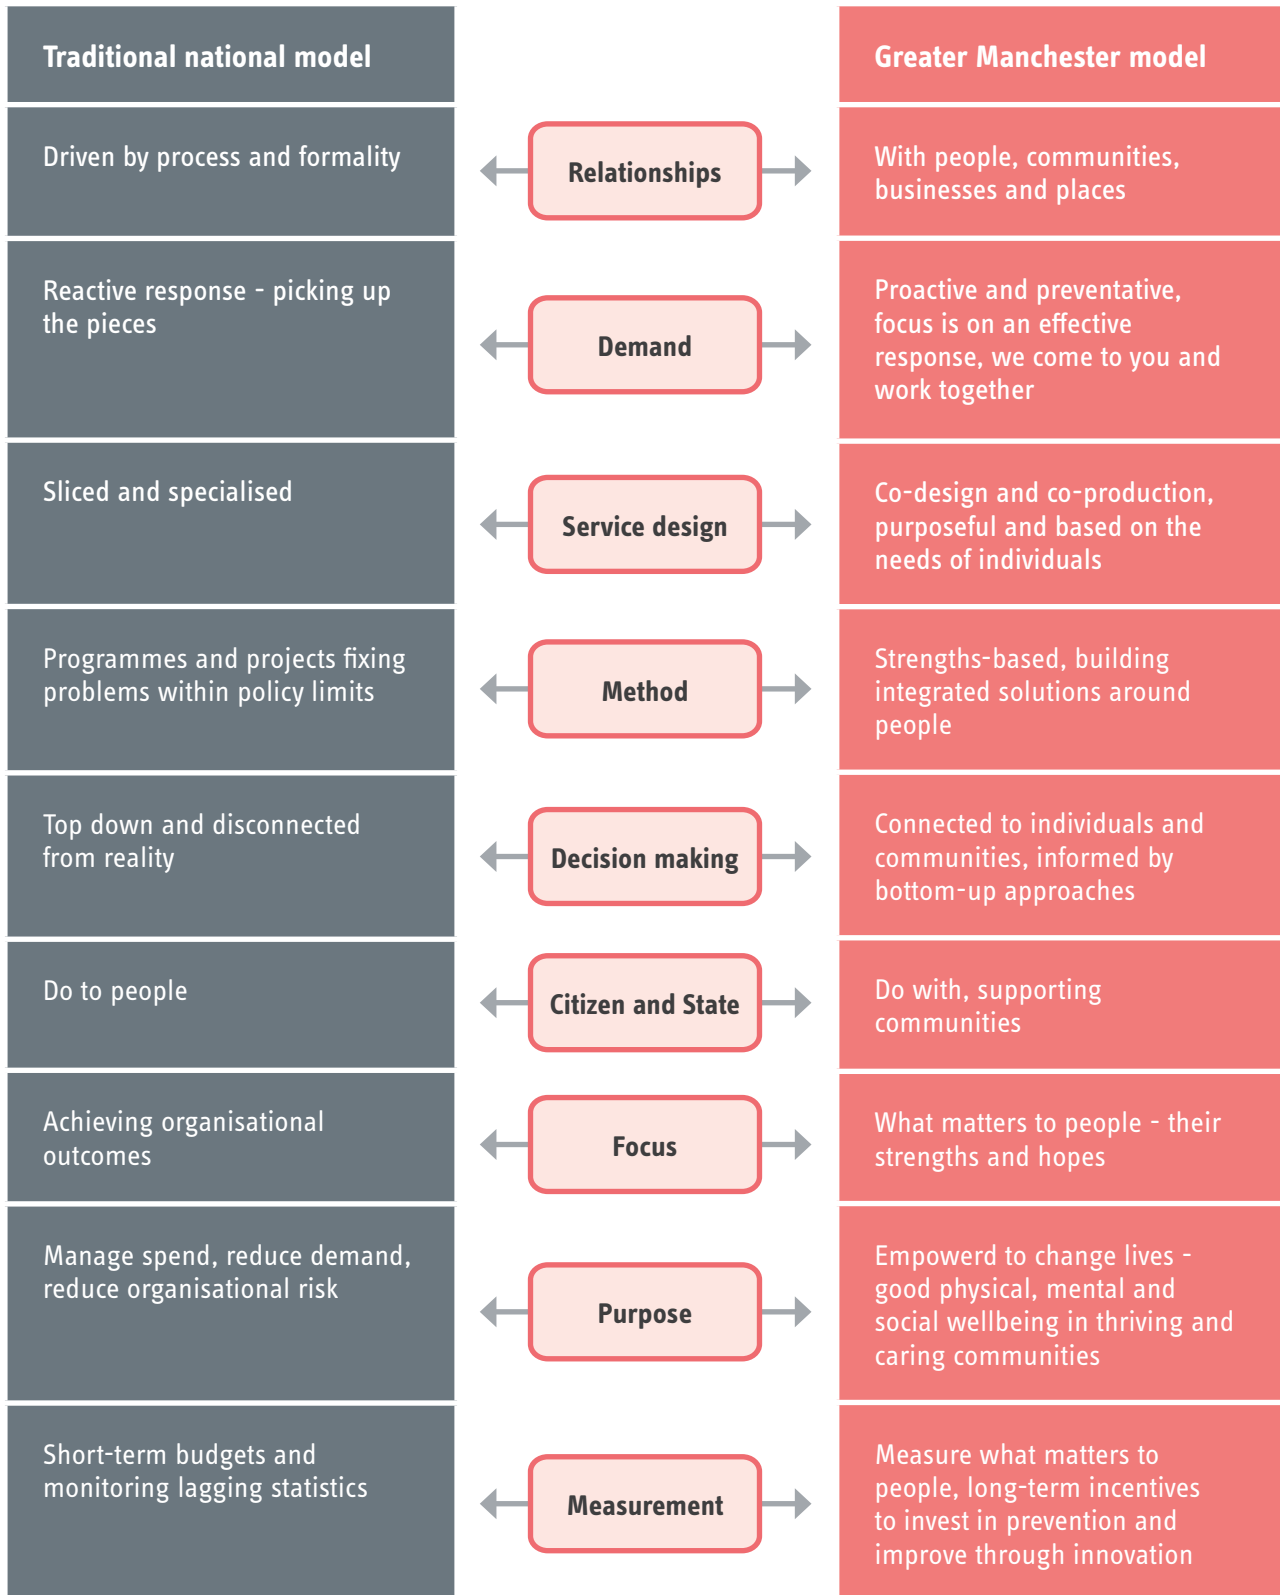 Traditional national model
Greater Manchester model
Driven by process and formality
Relationships
With people, communities,
businesses and places
Reactive response - picking up
the pieces
Demand
Proactive and preventative,
focus is on an effective
response, we come to you and
work together
Sliced and specialised
Service design
Co-design and co-production,
purposeful and based on the
needs of individuals
Programmes and projects fixing
problems within policy limits
Method
Strengths-based, building
integrated solutions around
people
Top down and disconnected
from reality
Decision making
Connected to individuals and
communities, informed by
bottom-up approaches
Do to people
Citizen and State
Do with, supporting
communities
Achieving organisational
outcomes
Focus
What matters to people - their
strengths and hopes
Manage spend, reduce demand,
reduce organisational risk
Purpose
Empowerd to change lives -
good physical, mental and
social wellbeing in thriving and
caring communities
Short-term budgets and
monitoring lagging statistics
Measurement
Measure what matters to
people, long-term incentives
to invest in prevention and
improve through innovation